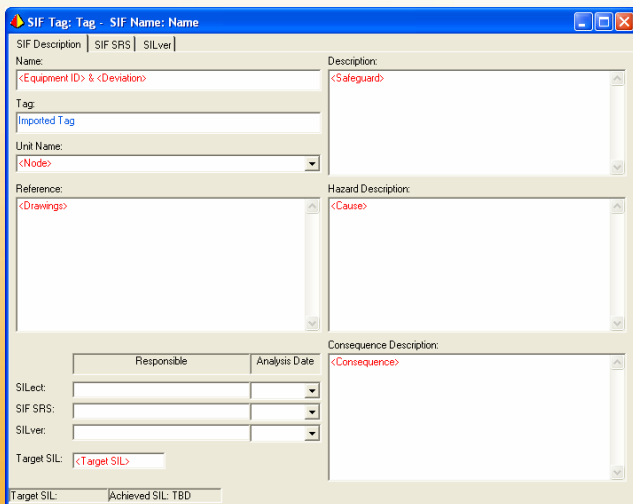 SIF Tag: Tag - SIF Name: Name
SIF Description SIF SRS SILver
Name:
<Equipment ID> & <Deviation>
Tag:
Imported Tag
Unit Name:
<Node>
Reference:
<Drawings>
Description:
<Safeguard>
Hazard Description:
<Cause>
Consequence Description:
<Consequence>
Responsible Analysis Date
SILect:
SIF SRS:
SILver:
Target SIL: <Target SIL>
Target SIL: Achieved SIL: TBD